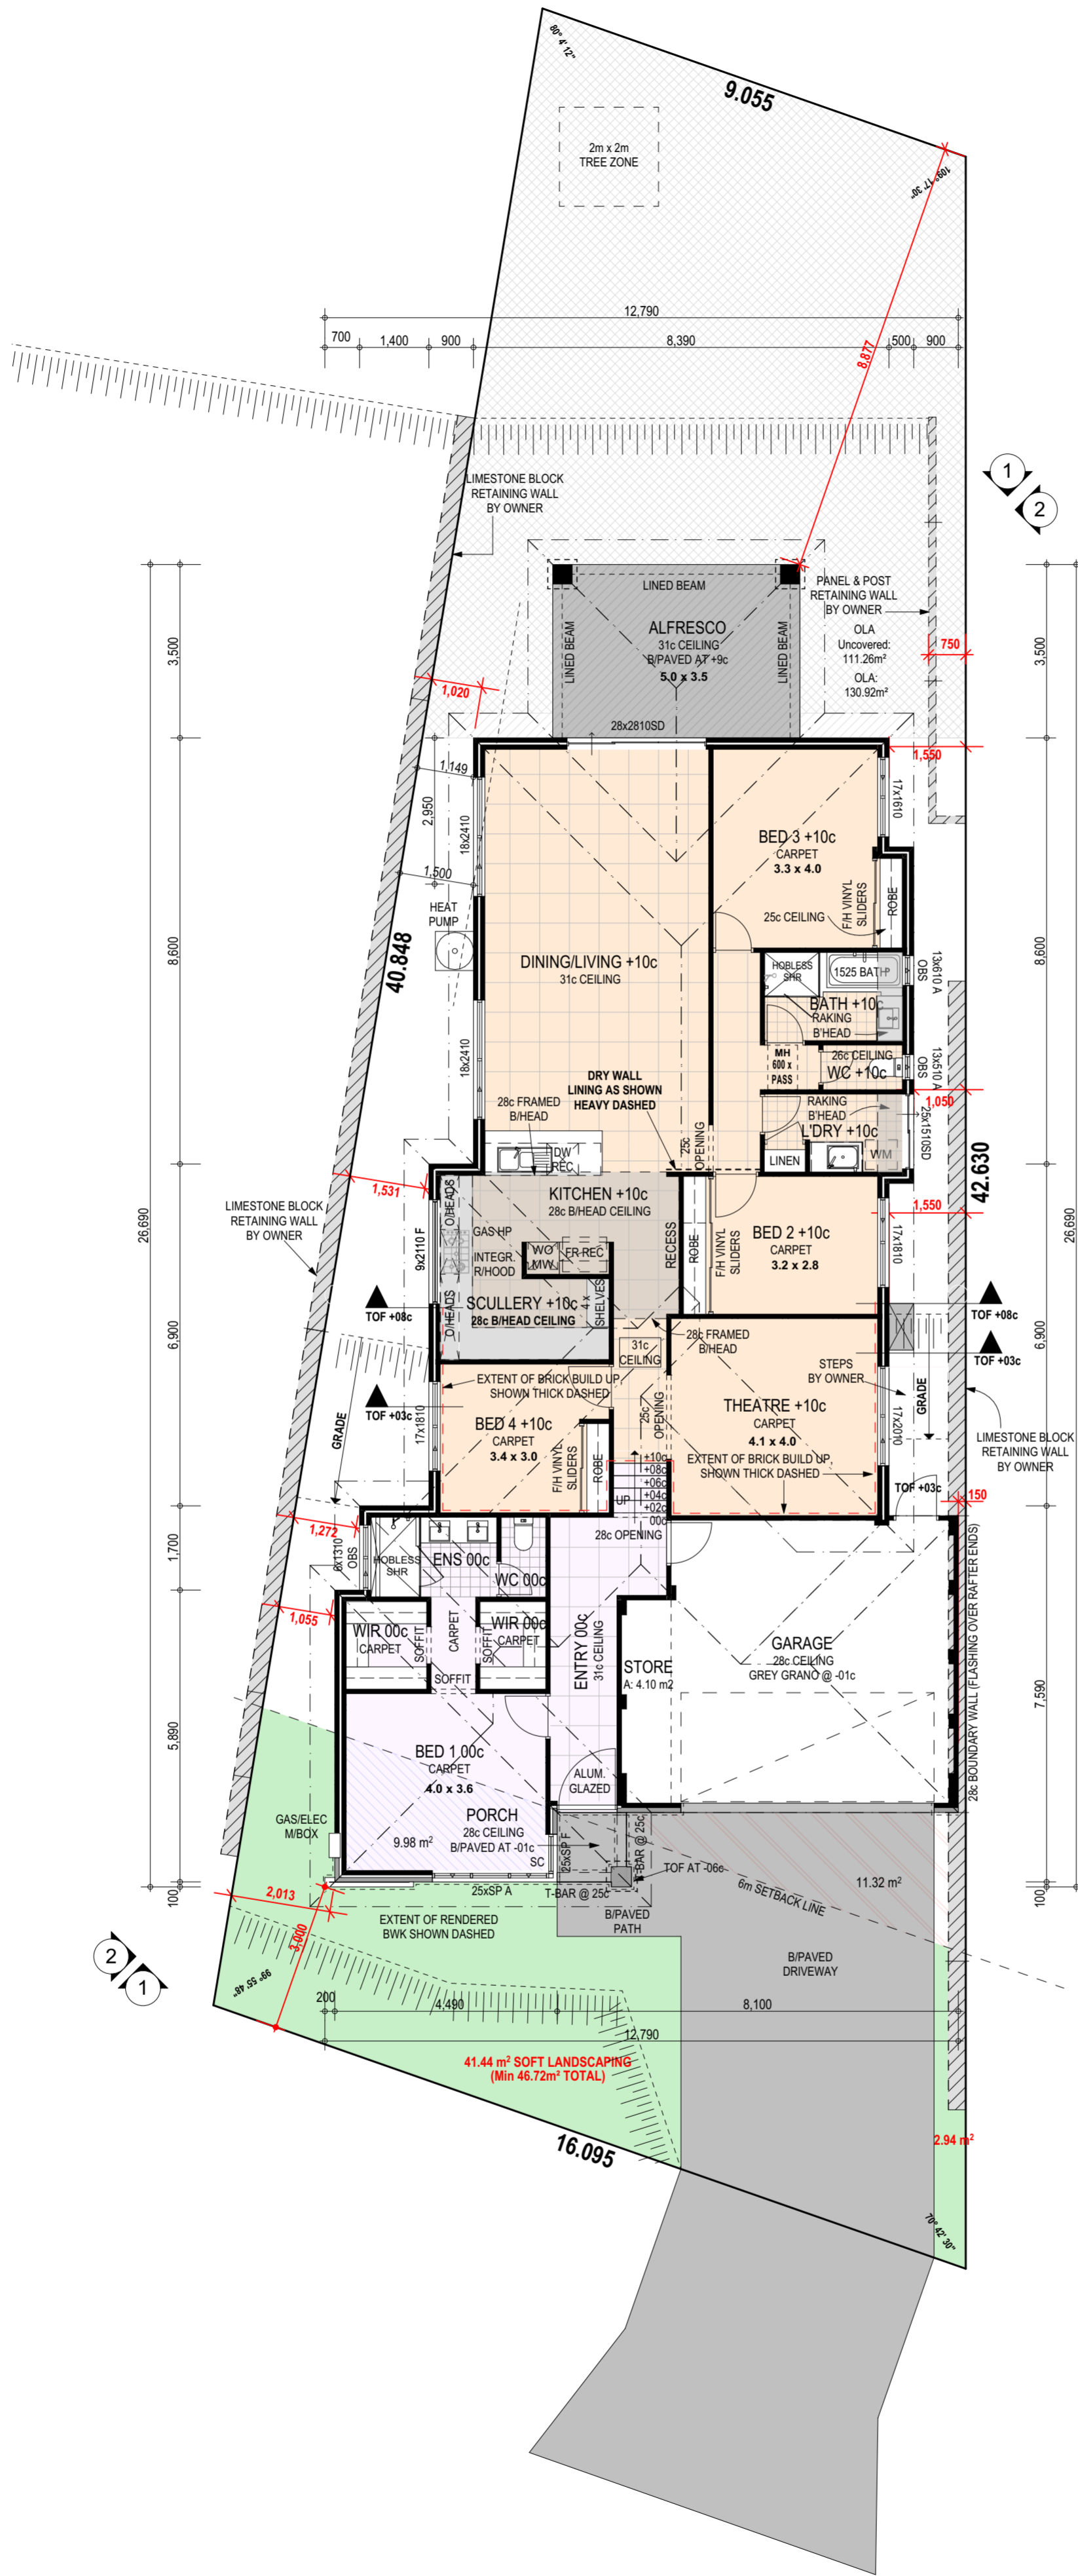 80° 4' 12"
9.055
109° 17' 30"
2m x 2m
TREE ZONE
12,790
700
1,400
900
8,390
500
900
8,877
LIMESTONE BLOCK
RETAINING WALL
BY OWNER
1
2
LINED BEAM
PANEL & POST
RETAINING WALL
BY OWNER
ALFRESCO
31c CEILING
B/PAVED AT +9c
5.0 x 3.5
LINED BEAM
LINED BEAM
OLA
Uncovered:
111.26m²
OLA:
130.92m²
750
3,500
3,500
1,020
28x2810SD
1,550
1,149
2,950
18x2410
17x1610
BED 3 +10c
CARPET
3.3 x 4.0
1,500
HEAT
PUMP
25c CEILING
F/H VINYL
SLIDERS
ROBE
40.848
8,600
8,600
DINING/LIVING +10c
31c CEILING
HOBLESS
SHR
1525 BATH
13x610 A
OBS
BATH +10c
RAKING
B'HEAD
18x2410
MH
600 x
PASS
26c CEILING
WC +10c
13x510 A
OBS
DRY WALL
LINING AS SHOWN
HEAVY DASHED
1,050
28c FRAMED
B/HEAD
RAKING
B'HEAD
L'DRY +10c
25x1510SD
25c
OPENING
DW
REC
LINEN
WM
42.630
1,531
KITCHEN +10c
28c B/HEAD CEILING
LIMESTONE BLOCK
RETAINING WALL
BY OWNER
O/HEADS
1,550
26,690
26,690
9x2110 F
GAS HP
INTEGR.
R/HOOD
WO
MW
FR REC
RECESS
ROBE
F/H VINYL
SLIDERS
BED 2 +10c
CARPET
3.2 x 2.8
17x1810
O/HEADS
SCULLERY +10c
28c B/HEAD CEILING
4 x
SHELVES
TOF +08c
TOF +08c
28c FRAMED
B/HEAD
31c
CEILING
TOF +03c
6,900
6,900
STEPS
BY OWNER
EXTENT OF BRICK BUILD UP,
SHOWN THICK DASHED
TOF +03c
GRADE
17x1810
BED 4 +10c
CARPET
3.4 x 3.0
F/H VINYL
SLIDERS
ROBE
25c
OPENING
THEATRE +10c
CARPET
4.1 x 4.0
EXTENT OF BRICK BUILD UP,
SHOWN THICK DASHED
17x2010
GRADE
LIMESTONE BLOCK
RETAINING WALL
BY OWNER
+10c
+08c
+06c
+04c
+02c
00c
UP
TOF +03c
150
28c OPENING
1,272
1,700
6x1310
OBS
HOBLESS
SHR
ENS 00c
WC 00c
1,055
WIR 00c
CARPET
SOFFIT
CARPET
SOFFIT
WIR 00c
CARPET
SOFFIT
ENTRY 00c
31c CEILING
STORE
A: 4.10 m2
GARAGE
28c CEILING
GREY GRANO @ -01c
28c BOUNDARY WALL (FLASHING OVER RAFTER ENDS)
7,590
5,890
BED 1 00c
CARPET
4.0 x 3.6
ALUM.
GLAZED
GAS/ELEC
M/BOX
PORCH
28c CEILING
B/PAVED AT -01c
9.98 m²
SC
25xSP F
T-BAR @ 25c
TOF AT -06c
25xSP A
T-BAR @ 25c
6m SETBACK LINE
11.32 m²
100
100
2,013
3,000
EXTENT OF RENDERED
BWK SHOWN DASHED
B/PAVED
PATH
B/PAVED
DRIVEWAY
2
1
99° 55' 48"
200
4,490
8,100
12,790
41.44 m² SOFT LANDSCAPING
(Min 46.72m² TOTAL)
16.095
2.94 m²
70° 42' 30"